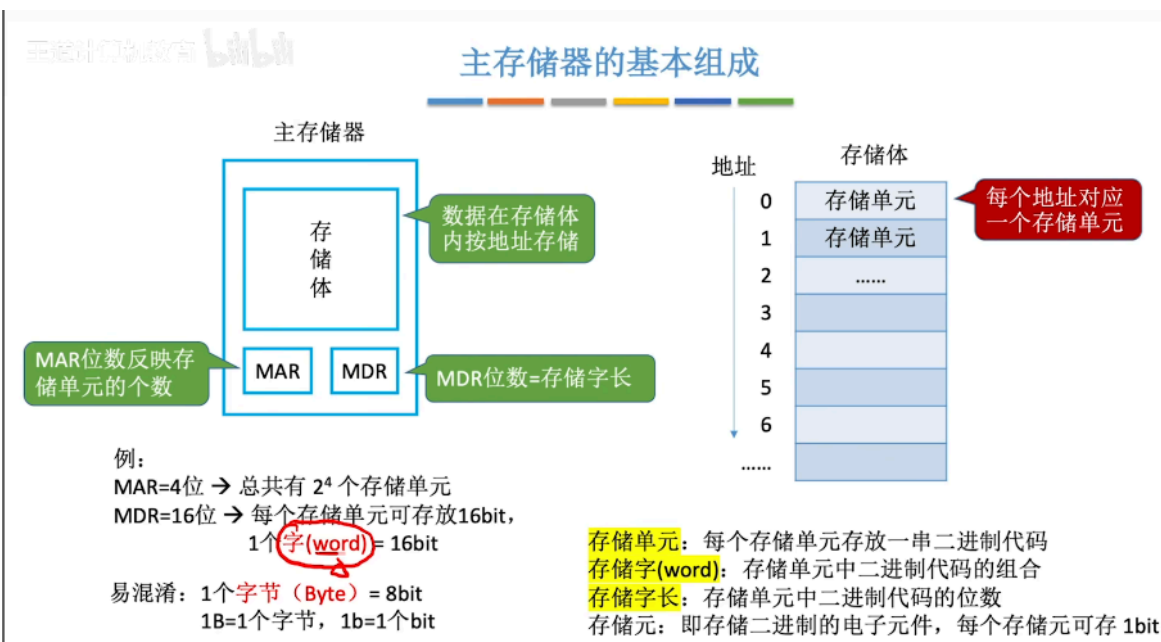 王道计算机教育 bilibili
主存储器的基本组成
主存储器
存
储
体
数据在存储体
内按地址存储
MAR位数反映存
储单元的个数
MAR
MDR
MDR位数=存储字长
例：
MAR=4位 → 总共有 2⁴ 个存储单元
MDR=16位 → 每个存储单元可存放16bit，
1个字(word) = 16bit
易混淆：1个字节（Byte）= 8bit
1B=1个字节，1b=1个bit
地址
存储体
0
存储单元
1
存储单元
2
……
3
4
5
6
……
每个地址对应
一个存储单元
存储单元：每个存储单元存放一串二进制代码
存储字(word)：存储单元中二进制代码的组合
存储字长：存储单元中二进制代码的位数
存储元：即存储二进制的电子元件，每个存储元可存 1bit